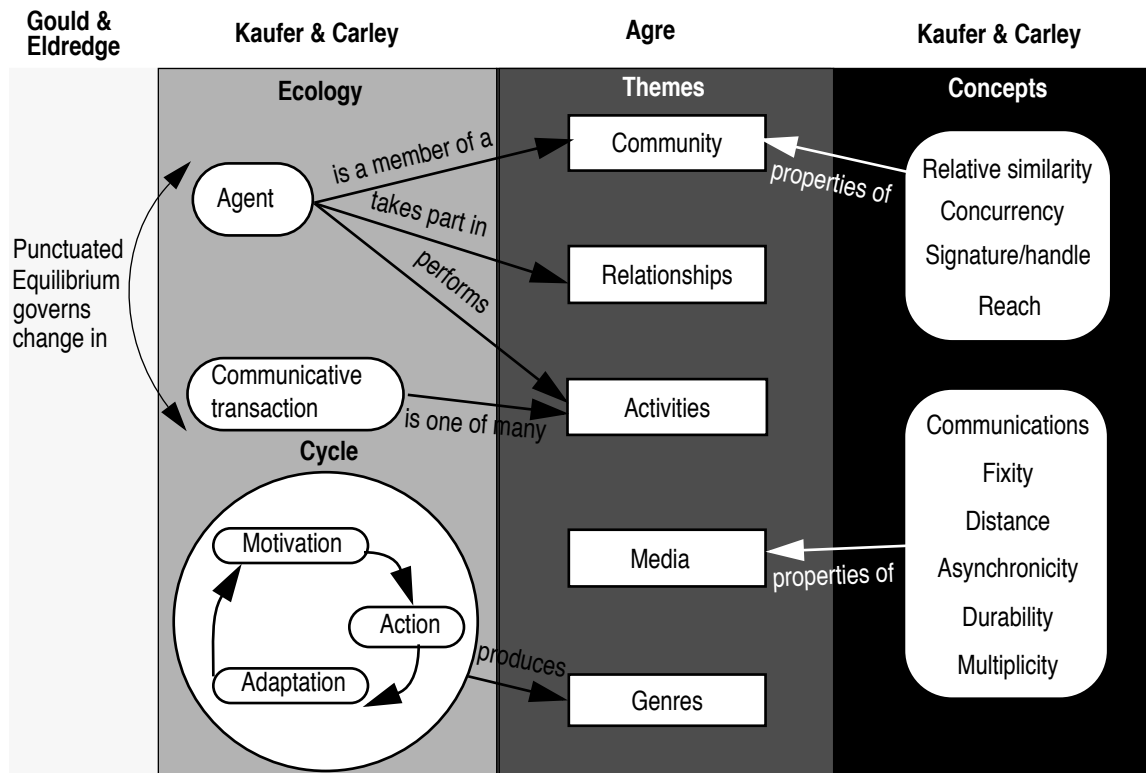 Gould &
Eldredge
Kaufer & Carley
Agre
Kaufer & Carley
Ecology
Themes
Concepts
Agent
is a member of a
takes part in
performs
Community
properties of
Relative similarity
Concurrency
Signature/handle
Reach
Relationships
Punctuated
Equilibrium
governs
change in
Communicative
transaction
is one of many
Activities
Cycle
Motivation
Action
Adaptation
produces
Media
properties of
Communications
Fixity
Distance
Asynchronicity
Durability
Multiplicity
Genres